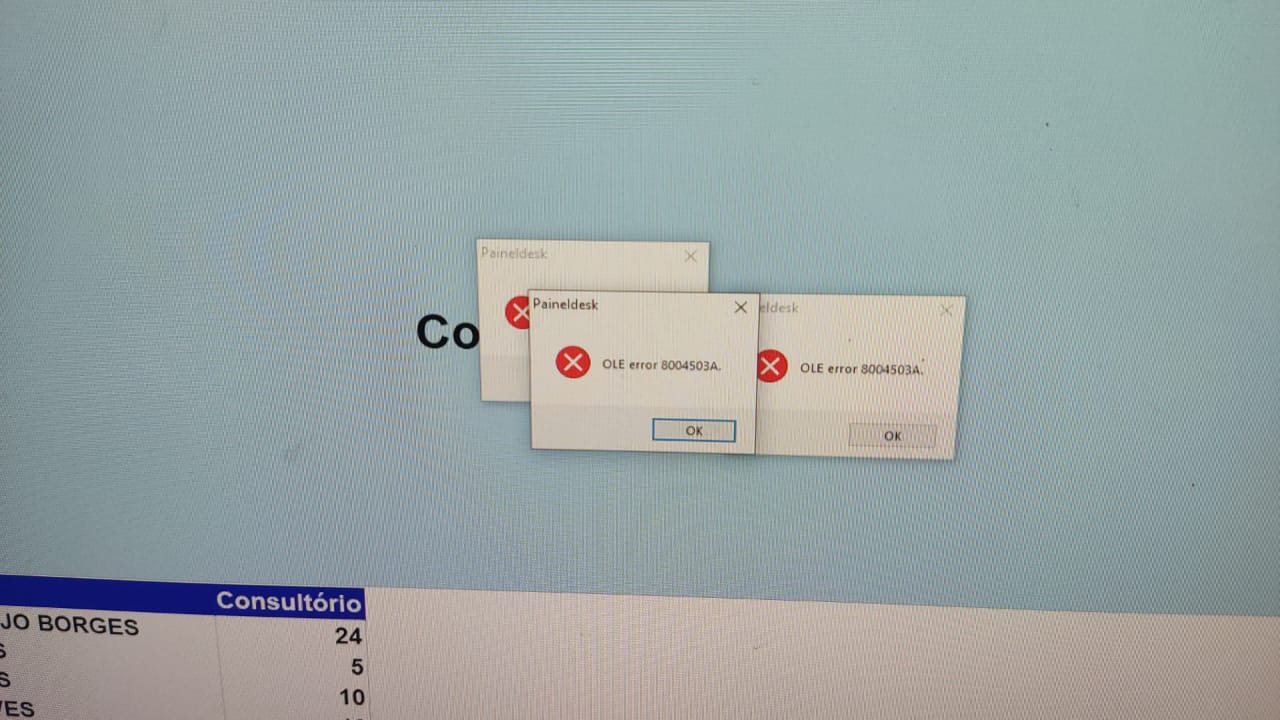 Paineldesk
Co
Paineldesk
OLE error 8004503A.
OK
eldesk
OLE error 8004503A.
OK
Consultório
JO BORGES
24
S
5
S
10
VES